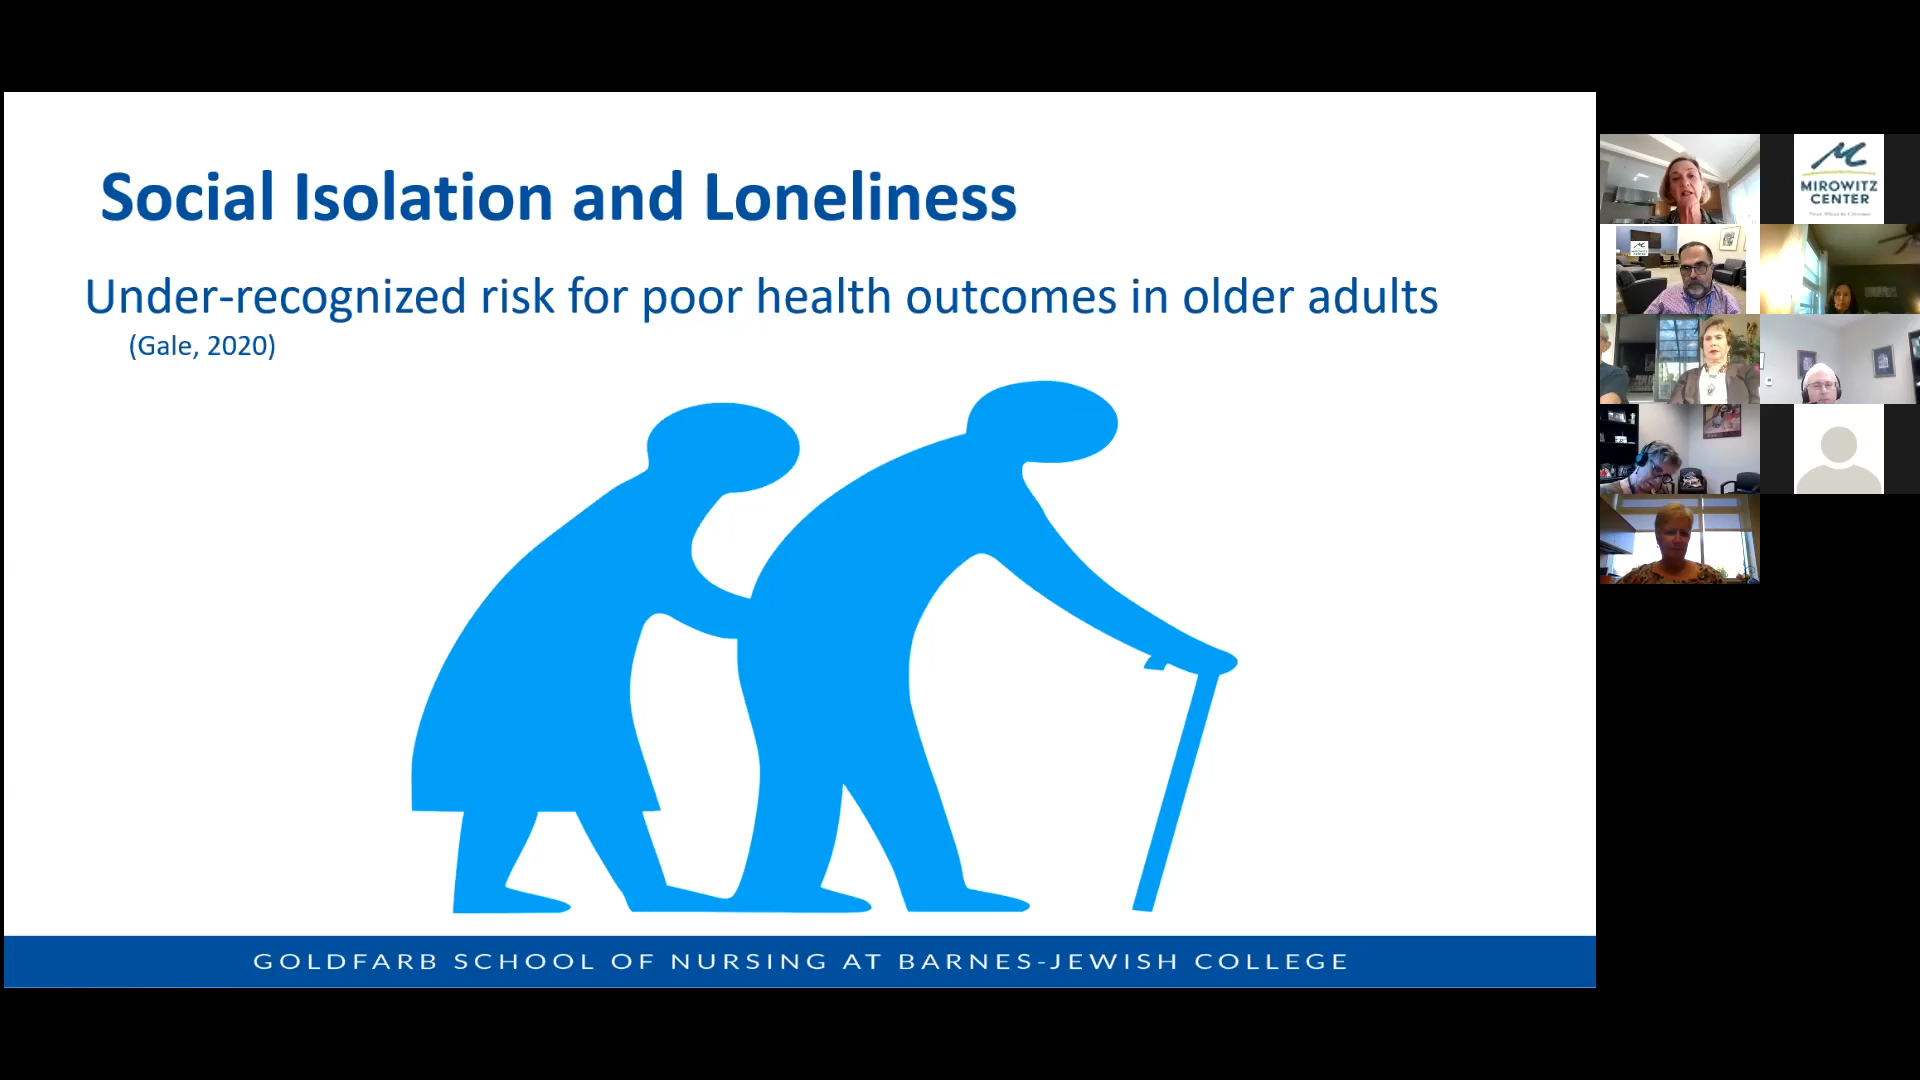 Social Isolation and Loneliness
Under-recognized risk for poor health outcomes in older adults
(Gale, 2020)
GOLDFARB SCHOOL OF NURSING AT BARNES-JEWISH COLLEGE
MIROWITZ
CENTER